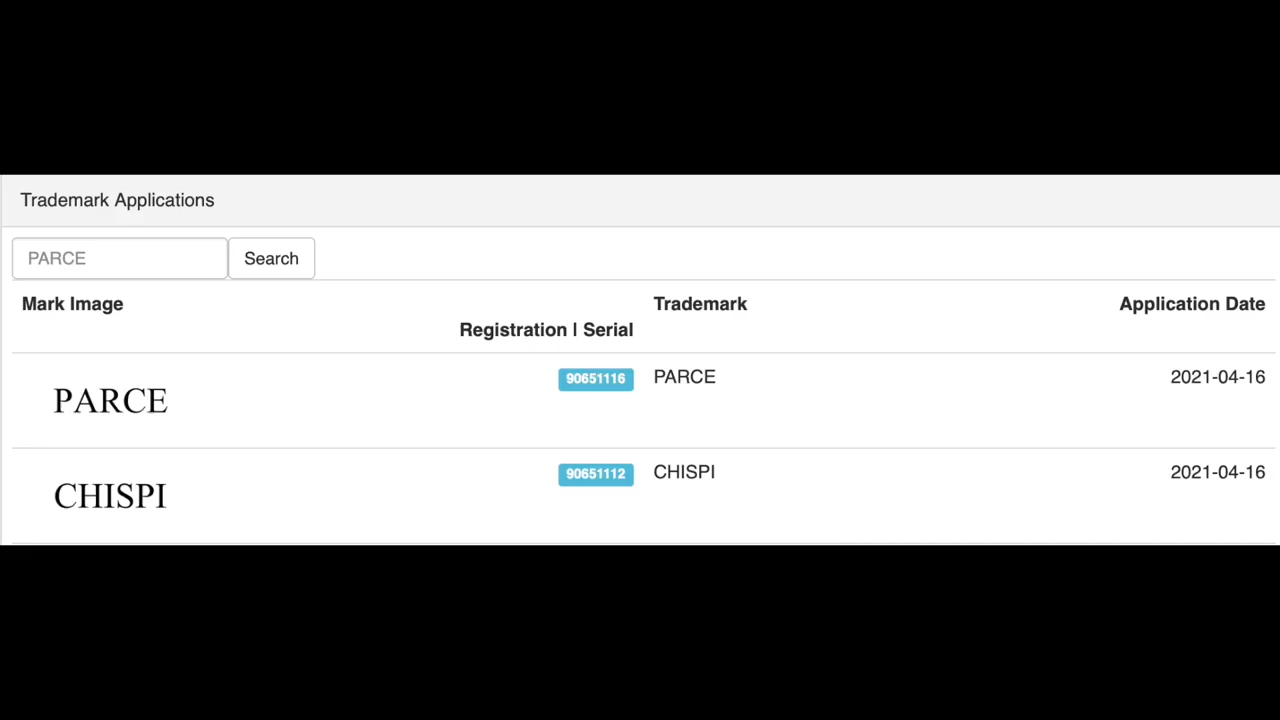 Trademark Applications
PARCE Search
Mark Image Trademark Application Date
Registration | Serial
PARCE 90651116 PARCE 2021-04-16
CHISPI 90651112 CHISPI 2021-04-16